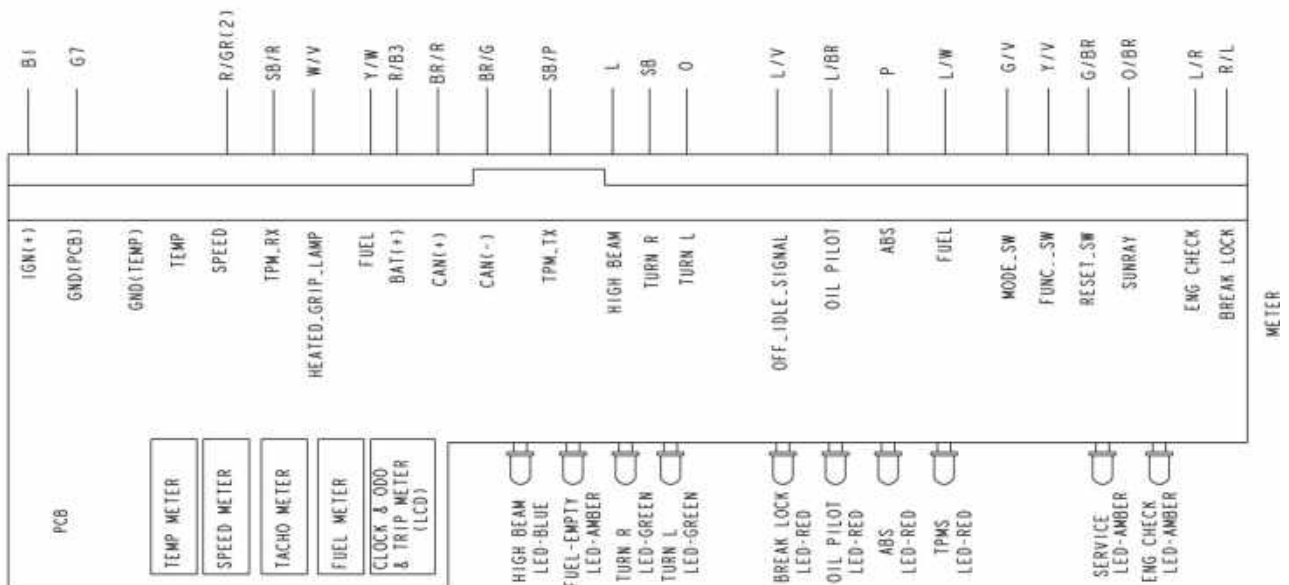 B1
G7
R/GR(2)
SB/R
W/V
Y/W
R/B3
BR/R
BR/G
SB/P
L
SB
O
L/V
L/BR
P
L/W
G/V
Y/V
G/BR
O/BR
L/R
R/L
IGN(+)
GND(PCB)
GND(TEMP)
TEMP
SPEED
TPM_RX
HEATED_GRIP_LAMP
FUEL
BAT(+)
CAN(+)
CAN(-)
TPM_TX
HIGH BEAM
TURN R
TURN L
OFF_IDLE_SIGNAL
OIL PILOT
ABS
FUEL
MODE_SW
FUNC._SW
RESET_SW
SUNRAY
ENG CHECK
BREAK LOCK
METER
PCB
TEMP METER
SPEED METER
TACHO METER
FUEL METER
CLOCK & ODO
& TRIP METER
(LCD)
HIGH BEAM
LED-BLUE
FUEL-EMPTY
LED-AMBER
TURN R
LED-GREEN
TURN L
LED-GREEN
BREAK LOCK
LED-RED
OIL PILOT
LED-RED
ABS
LED-RED
TPMS
LED-RED
SERVICE
LED-AMBER
ENG CHECK
LED-AMBER